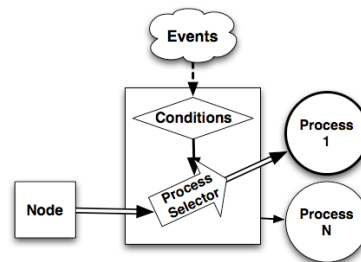 Events
Conditions
Process
1
Process
Selector
Node
Process
N